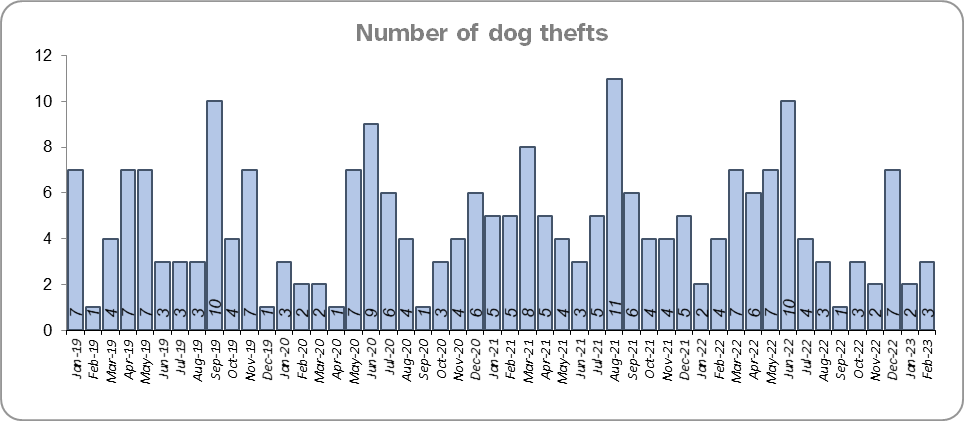 Number of dog thefts
12
10
8
6
4
2
0
7 1 4 7 7 3 3 3 10 4 7 1 3 2 2 1 7 9 6 4 1 3 4 6 5 5 8 5 4 3 5 11 6 4 4 5 2 4 7 6 7 10 4 3 1 3 2 7 2 3
Jan-19 Feb-19 Mar-19 Apr-19 May-19 Jun-19 Jul-19 Aug-19 Sep-19 Oct-19 Nov-19 Dec-19 Jan-20 Feb-20 Mar-20 Apr-20 May-20 Jun-20 Jul-20 Aug-20 Sep-20 Oct-20 Nov-20 Dec-20 Jan-21 Feb-21 Mar-21 Apr-21 May-21 Jun-21 Jul-21 Aug-21 Sep-21 Oct-21 Nov-21 Dec-21 Jan-22 Feb-22 Mar-22 Apr-22 May-22 Jun-22 Jul-22 Aug-22 Sep-22 Oct-22 Nov-22 Dec-22 Jan-23 Feb-23